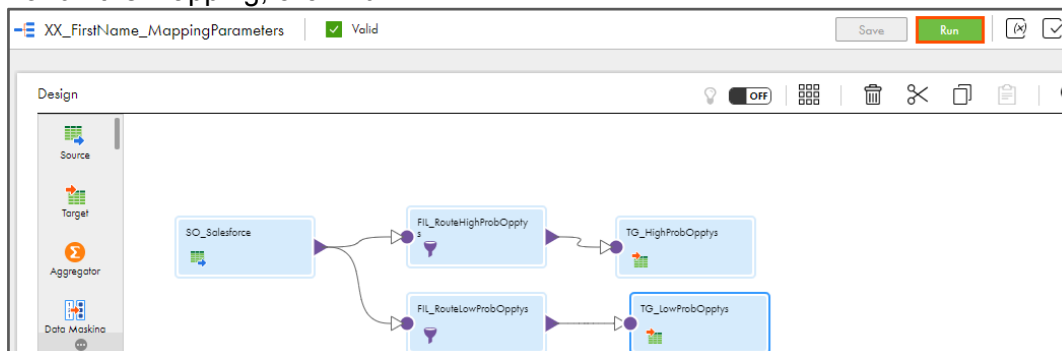 XX_FirstName_MappingParameters
Valid
Save
Run
(x)
Design
OFF
Source
Target
Aggregator
Data Masking
SO_Salesforce
FIL_RouteHighProbOppty
s
TG_HighProbOpptys
FIL_RouteLowProbOpptys
TG_LowProbOpptys